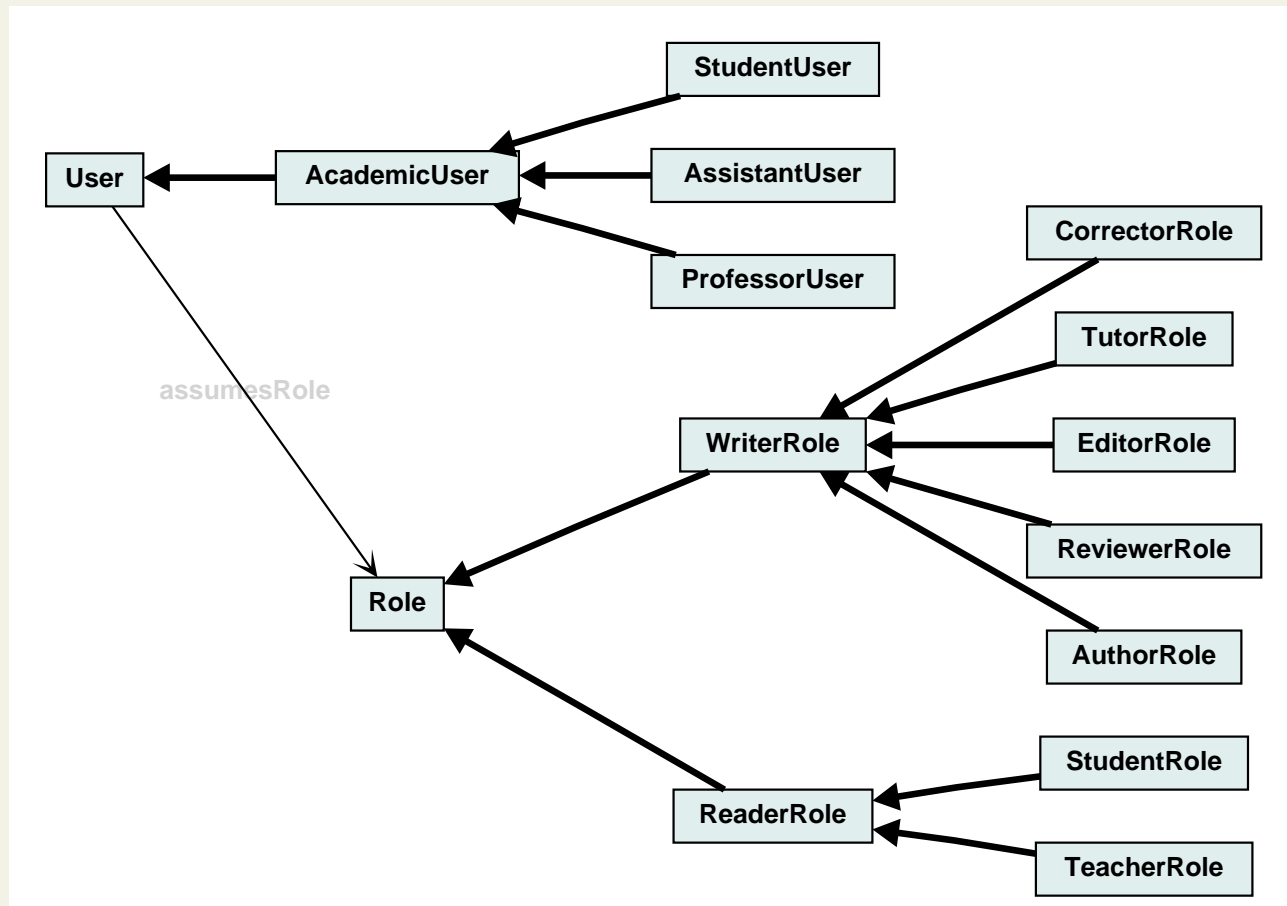 StudentUser
User
AcademicUser
AssistantUser
CorrectorRole
ProfessorUser
TutorRole
assumesRole
WriterRole
EditorRole
ReviewerRole
Role
AuthorRole
StudentRole
ReaderRole
TeacherRole